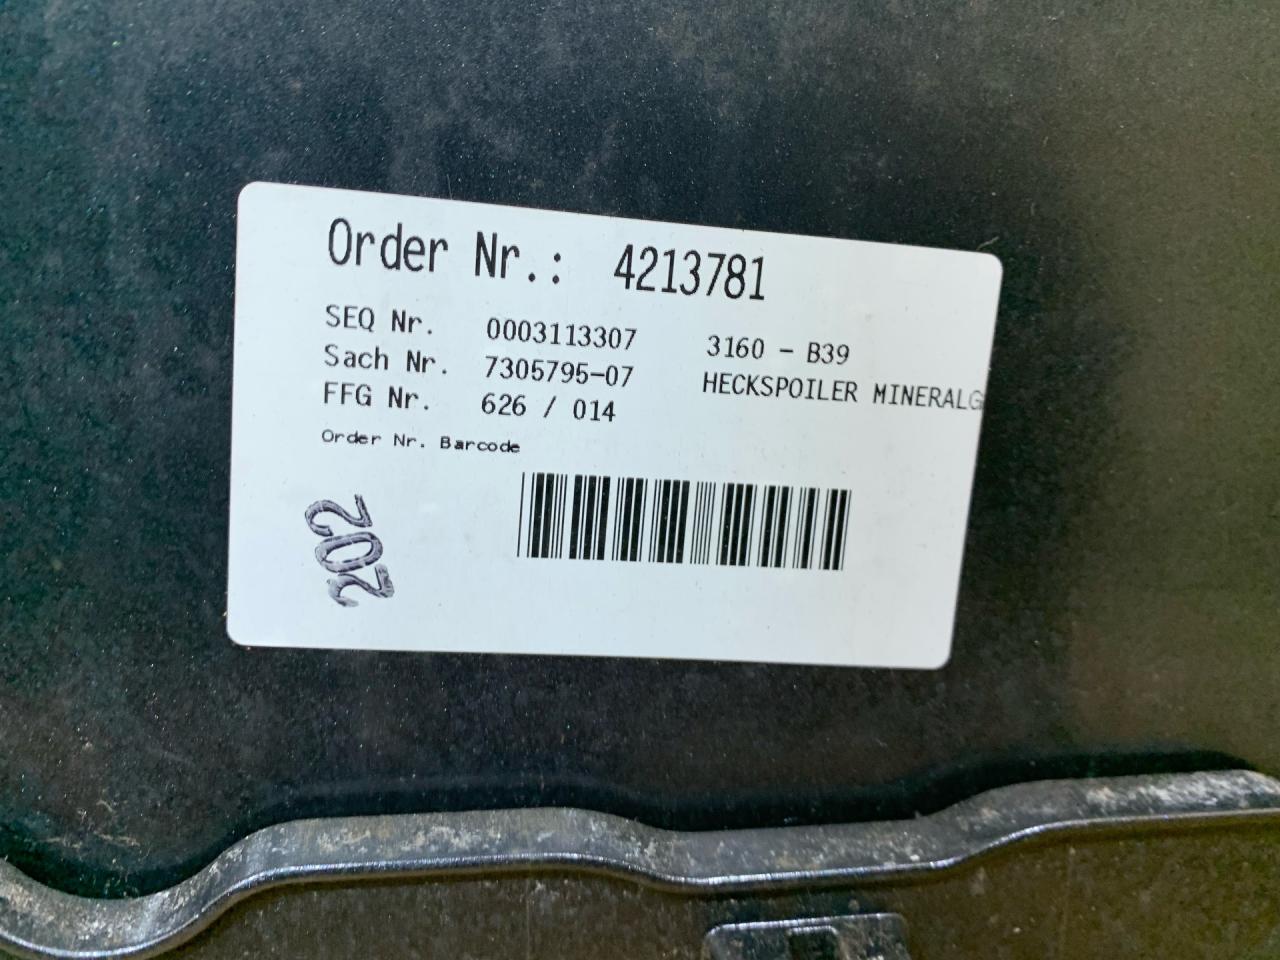 Order Nr.: 4213781
SEQ Nr. 0003113307 3160 - B39
Sach Nr. 7305795-07 HECKSPOILER MINERALG
FFG Nr. 626 / 014
Order Nr. Barcode
202